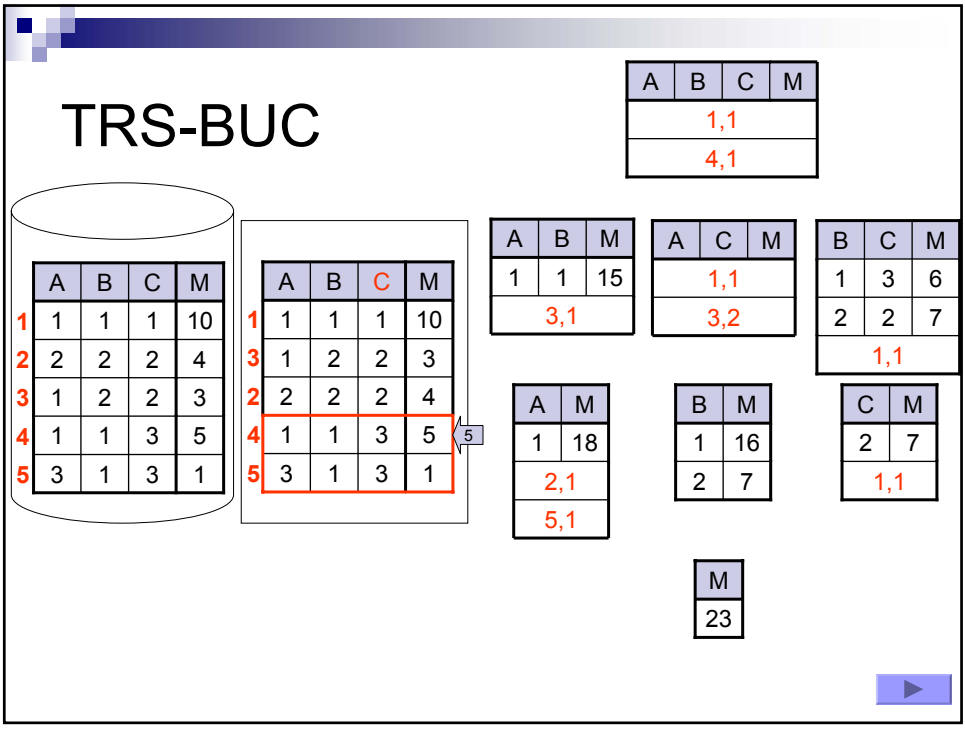 TRS-BUC
A B C M
1,1
4,1
A B C M
1 1 1 1 10
2 2 2 2 4
3 1 2 2 3
4 1 1 3 5
5 3 1 3 1
A B C M
1 1 1 1 10
3 1 2 2 3
2 2 2 2 4
4 1 1 3 5 5
5 3 1 3 1
A B M
1 1 15
3,1
A C M
1,1
3,2
B C M
1 3 6
2 2 7
1,1
A M
1 18
2,1
5,1
B M
1 16
2 7
C M
2 7
1,1
M
23